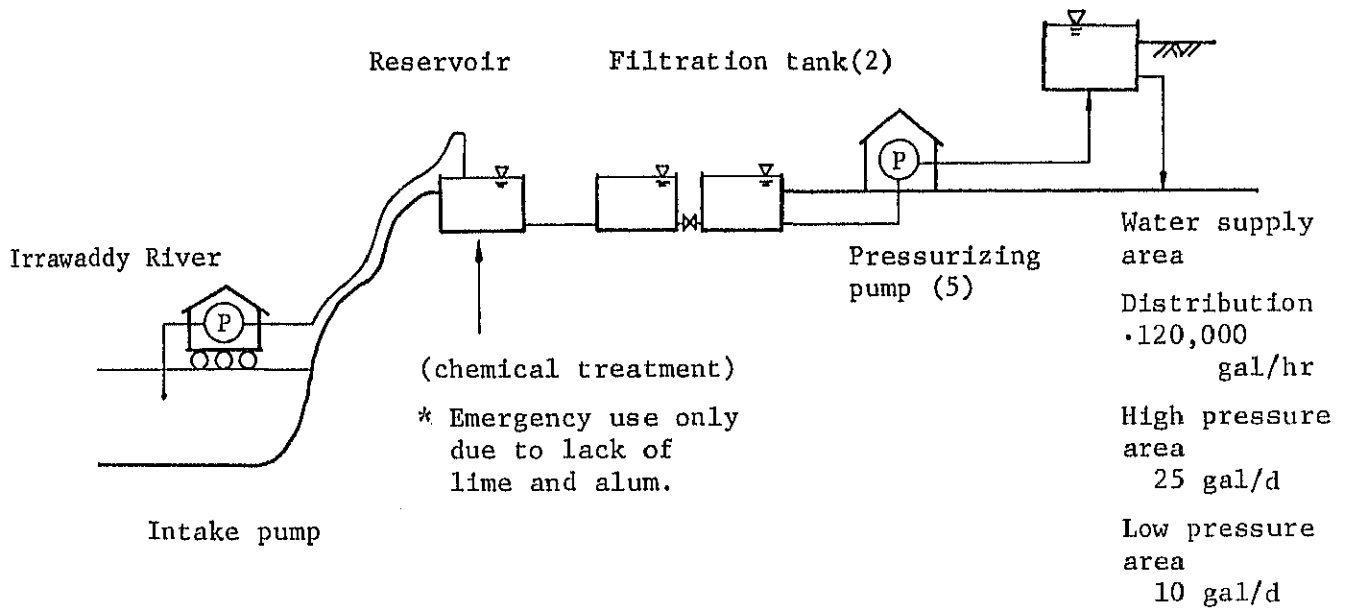 Reservoir
Filtration tank(2)
P
Irrawaddy River
P
Pressurizing
pump (5)
Water supply
area
Distribution
·120,000
gal/hr
High pressure
area
25 gal/d
Low pressure
area
10 gal/d
(chemical treatment)
* Emergency use only
due to lack of
lime and alum.
Intake pump